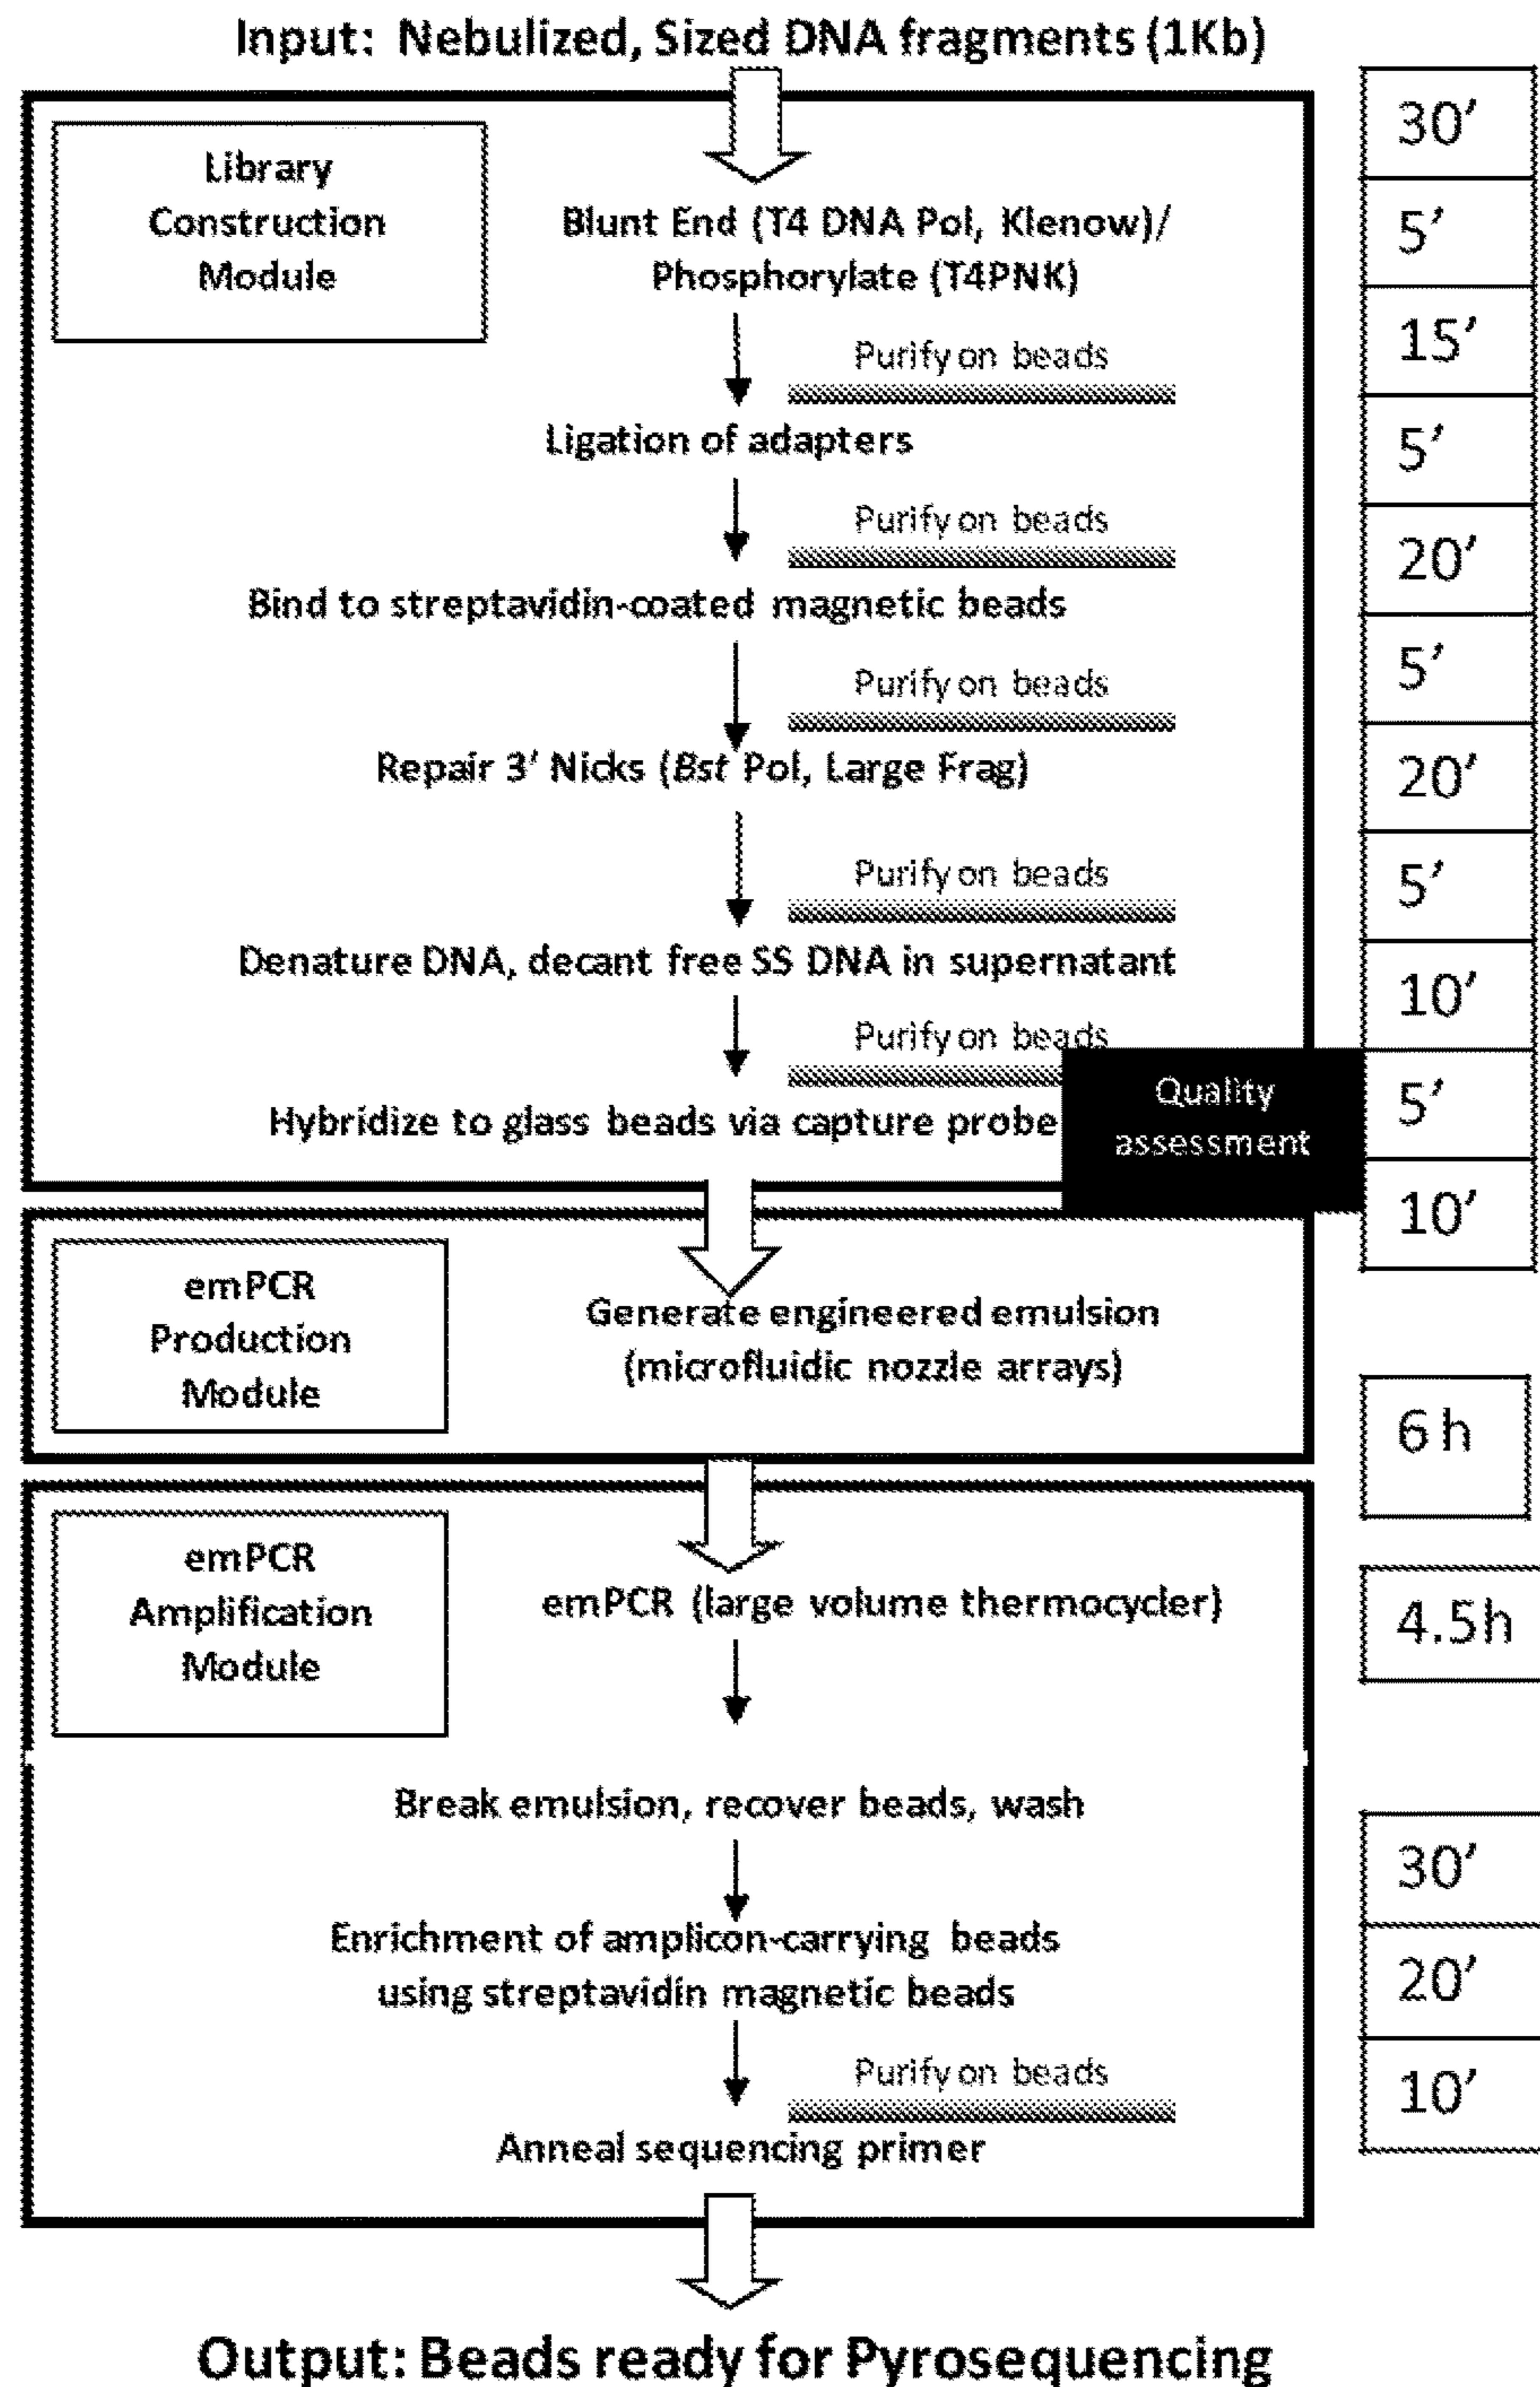 Input: Nebulized, Sized DNA fragments (1Kb)
Library
Construction
Module
Blunt End (T4 DNA Pol, Klenow)/
Phosphorylate (T4PNK)
Purify on beads
Ligation of adapters
Purify on beads
Bind to streptavidin-coated magnetic beads
Purify on beads
Repair 3' Nicks (Bst Pol, Large Frag)
Purify on beads
Denature DNA, decant free SS DNA in supernatant
Purify on beads
Hybridize to glass beads via capture probe
Quality
assessment
30'
5'
15'
5'
20'
5'
20'
5'
10'
5'
10'
emPCR
Production
Module
Generate engineered emulsion
(microfluidic nozzle arrays)
6 h
emPCR
Amplification
Module
emPCR (large volume thermocycler)
4.5h
Break emulsion, recover beads, wash
Enrichment of amplicon-carrying beads
using streptavidin magnetic beads
Purify on beads
Anneal sequencing primer
30'
20'
10'
Output: Beads ready for Pyrosequencing